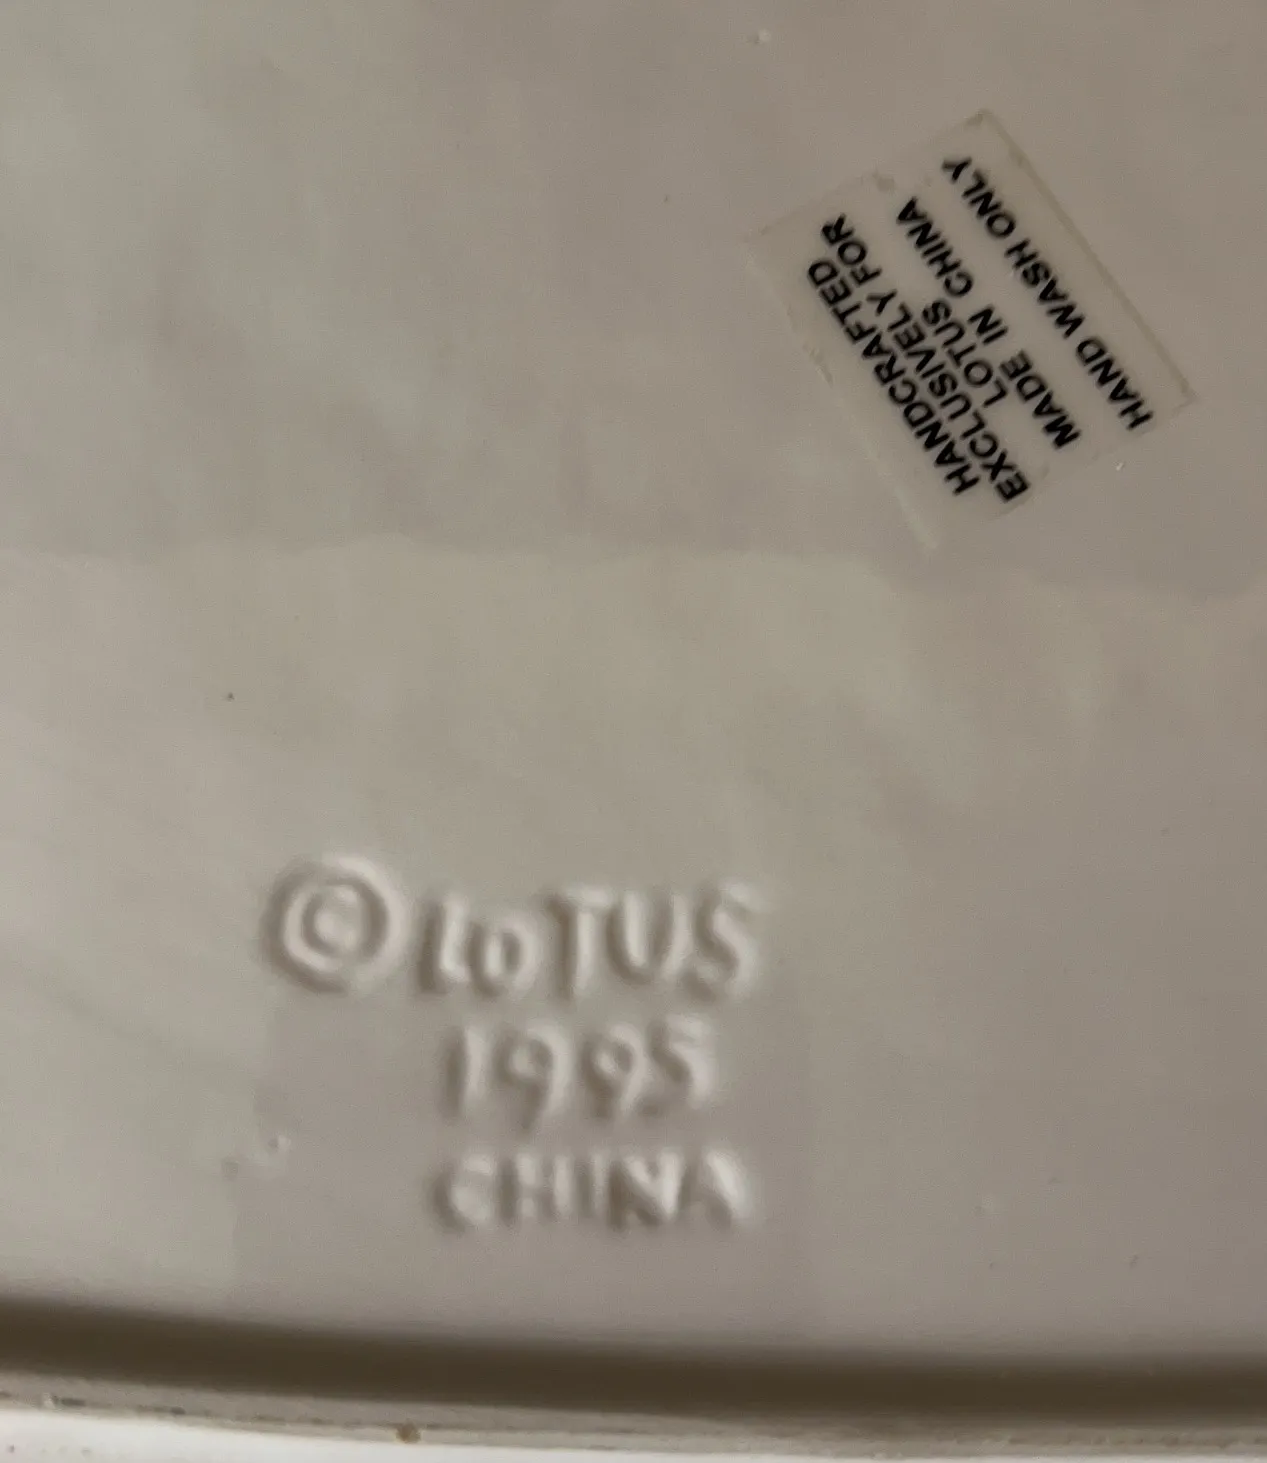 HANDCRAFTED
EXCLUSIVELY FOR
LOTUS
MADE IN CHINA
HAND WASH ONLY
© LOTUS
1995
CHINA